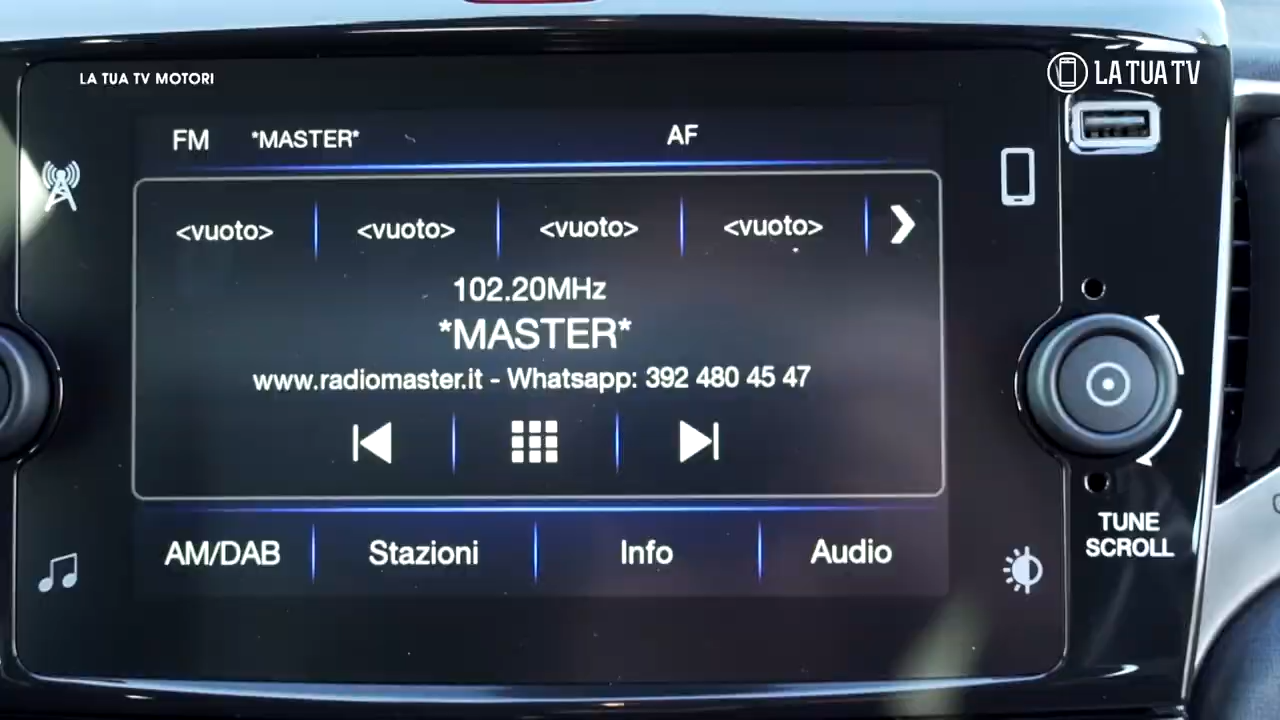 LA TUA TV MOTORI
LA TUA TV
FM *MASTER* AF
<vuoto> <vuoto> <vuoto> <vuoto>
102.20MHz
*MASTER*
www.radiomaster.it - Whatsapp: 392 480 45 47
AM/DAB Stazioni Info Audio
TUNE
SCROLL